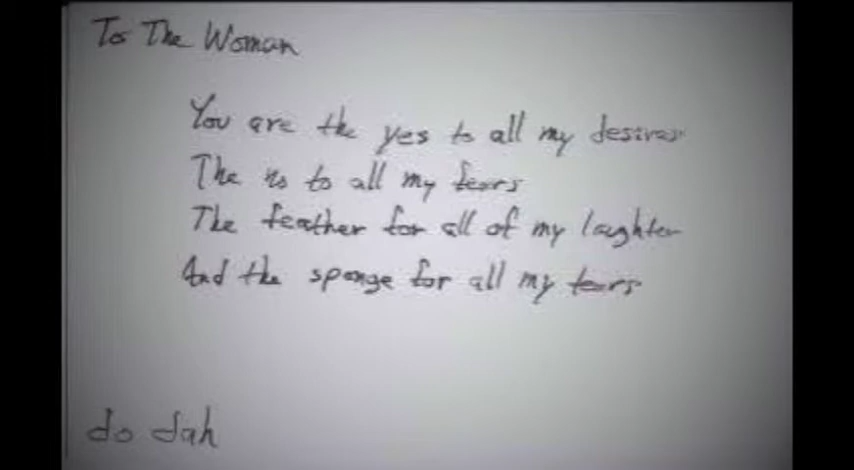 To The Woman
You are the yes to all my desires
The no to all my fears
The feather for all of my laughter
And the sponge for all my tears
do dah